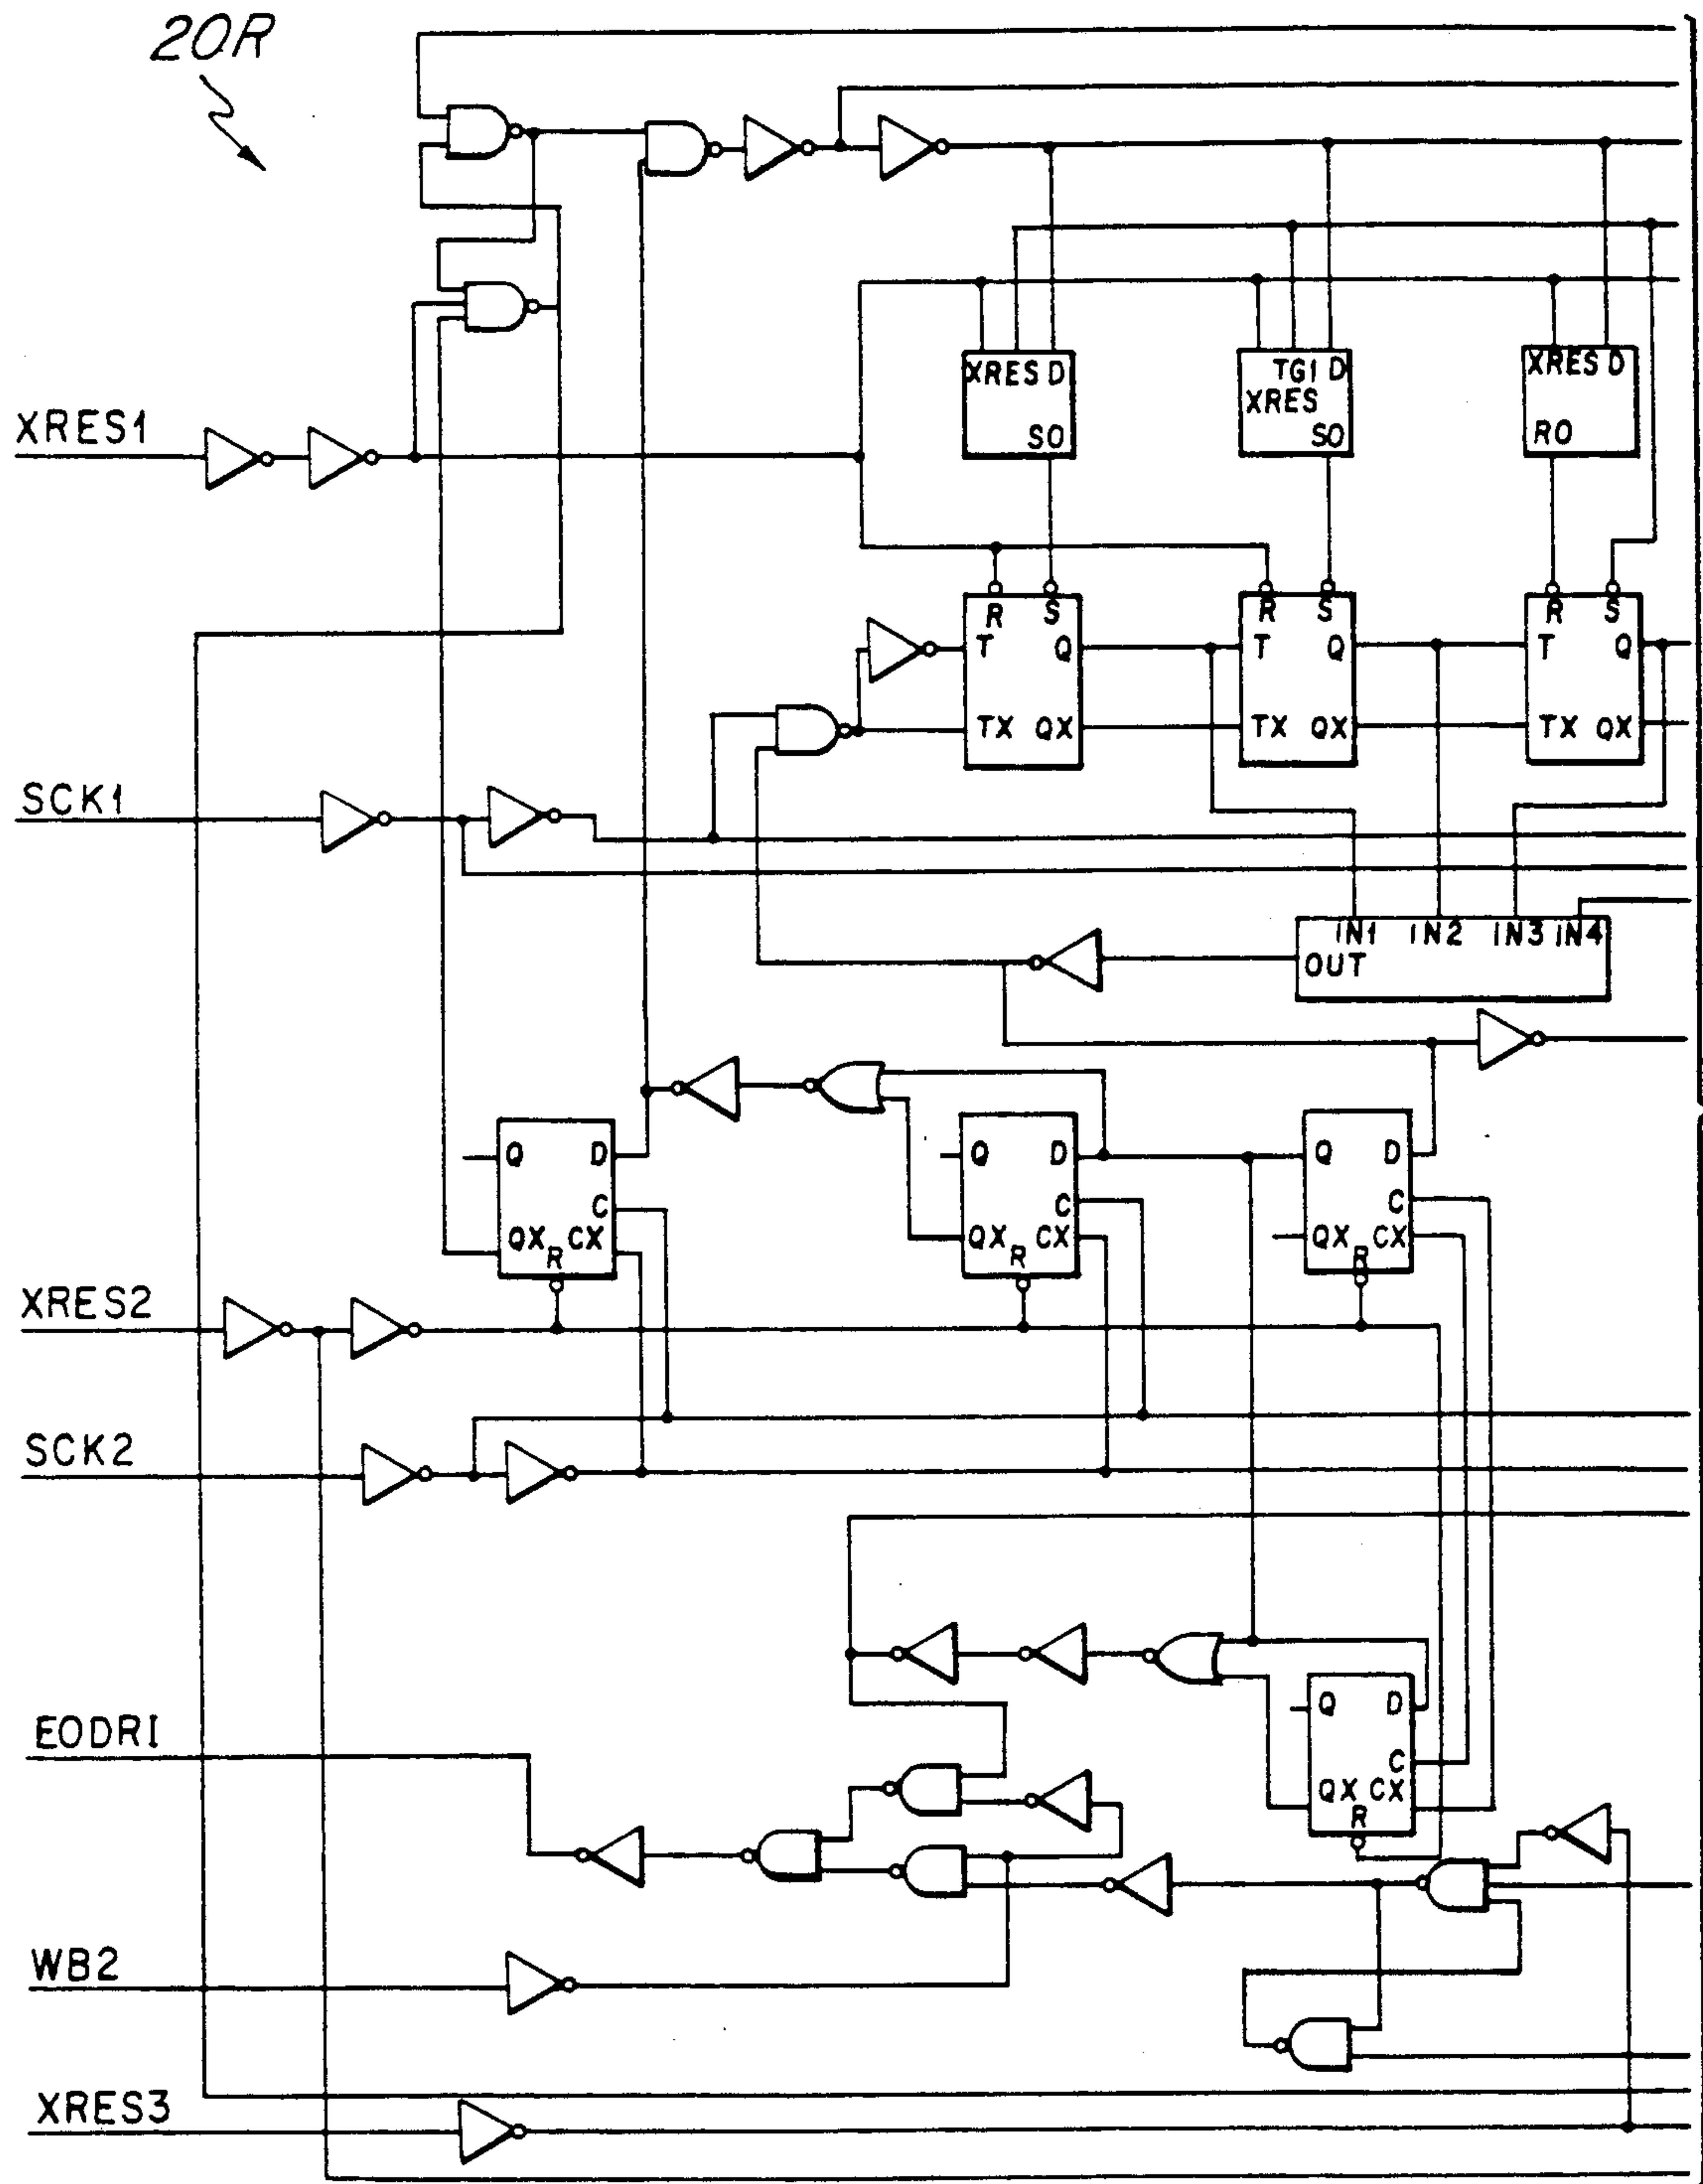 20R
XRES D
SO
TG1 D
XRES
SO
XRES D
RO
XRES1
R S
T Q
TX QX
R S
T Q
TX QX
R S
T Q
TX QX
SCK1
IN1 IN2 IN3 IN4
OUT
Q D
C
QX R CX
Q D
C
QX R CX
Q D
C
QX R CX
XRES2
SCK2
EODRI
Q D
C
QX CX
R
WB2
XRES3